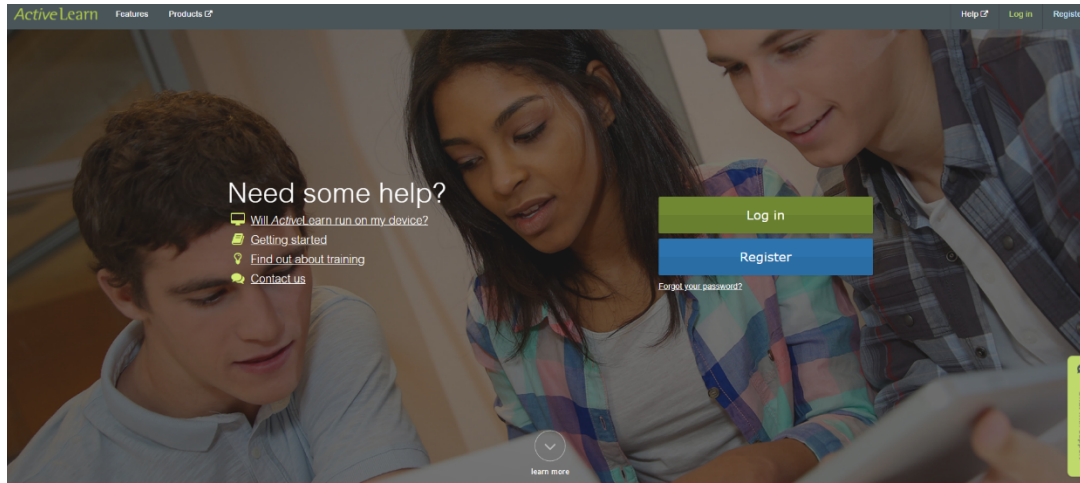 ActiveLearn Features Products Help Log in Register
Need some help?
Will ActiveLearn run on my device?
Getting started
Find out about training
Contact us
Log in
Register
Forgot your password?
learn more